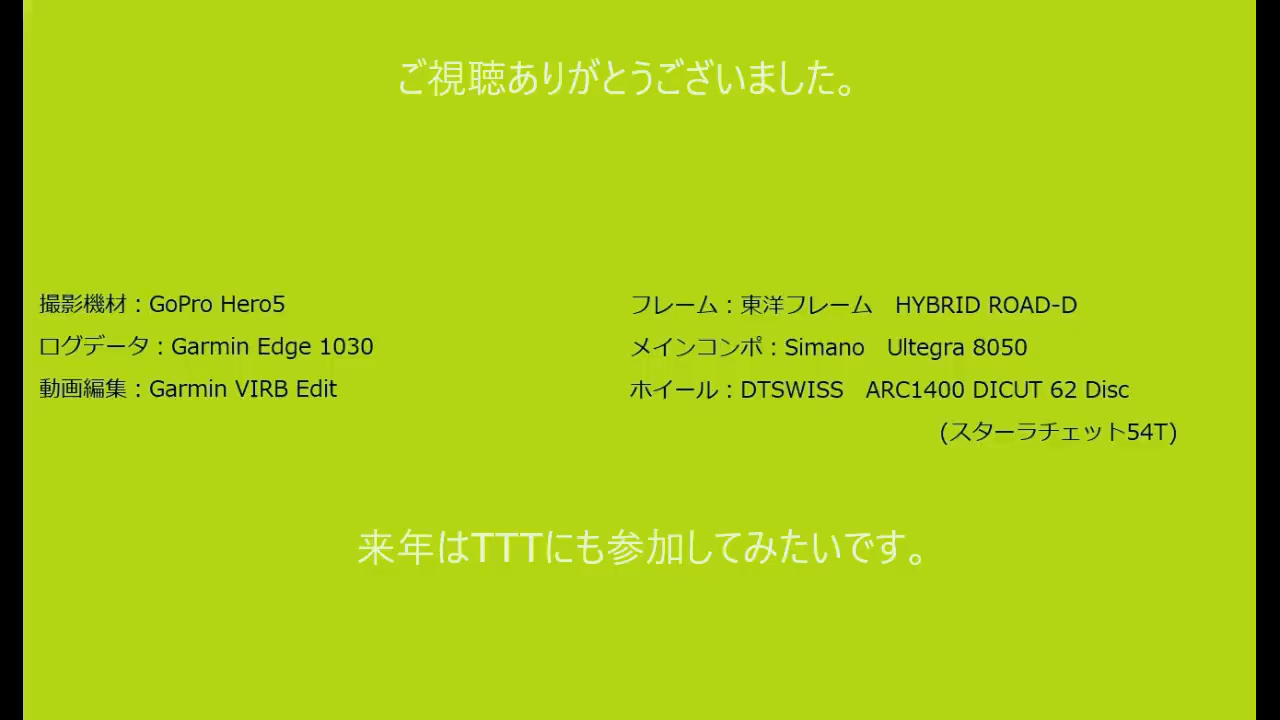 ご視聴ありがとうございました。
撮影機材：GoPro Hero5
ログデータ：Garmin Edge 1030
動画編集：Garmin VIRB Edit
フレーム：東洋フレーム　HYBRID ROAD-D
メインコンポ：Simano　Ultegra 8050
ホイール：DTSWISS　ARC1400 DICUT 62 Disc
(スターラチェット54T)
来年はTTTにも参加してみたいです。